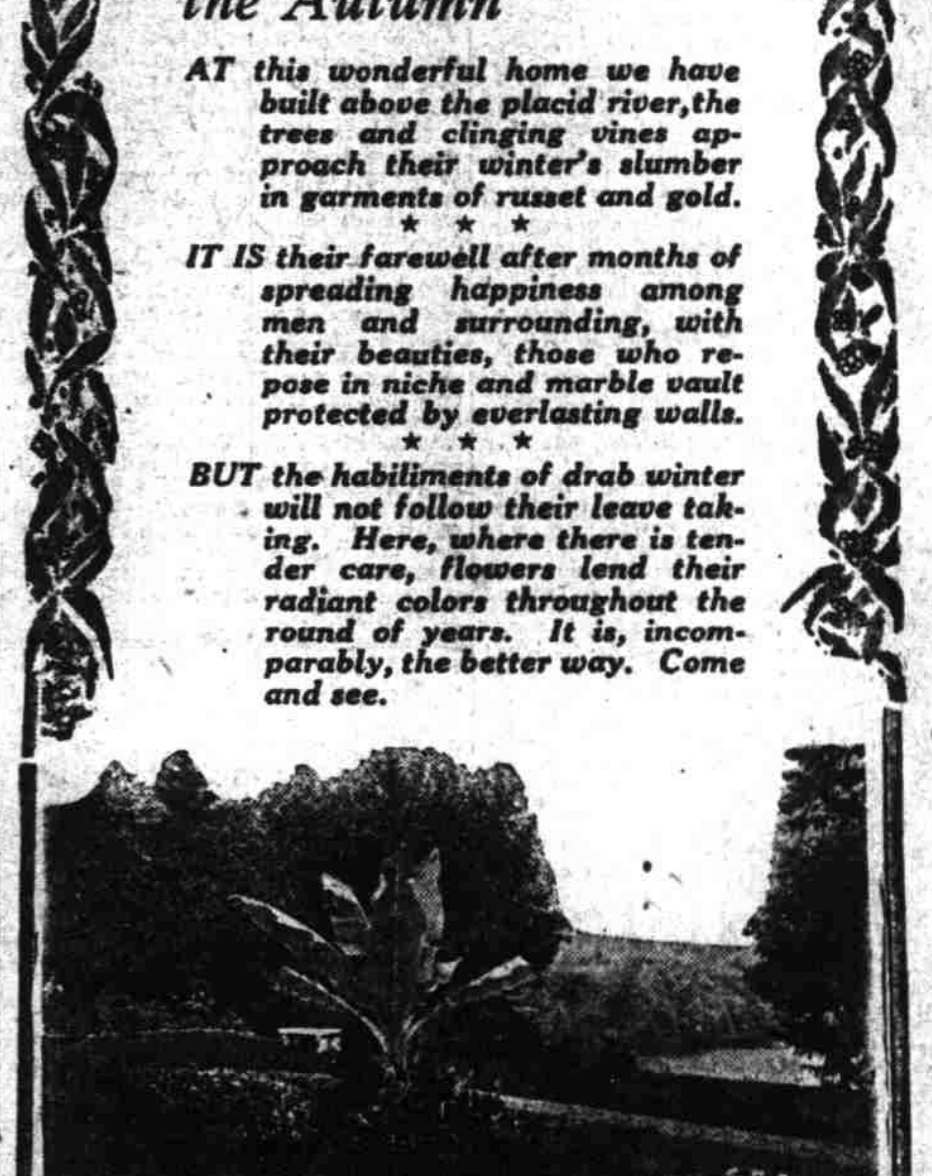 the Autumn
AT this wonderful home we have
built above the placid river, the
trees and clinging vines ap-
proach their winter's slumber
in garments of russet and gold.
★ ★ ★
IT IS their farewell after months of
spreading happiness among
men and surrounding, with
their beauties, those who re-
pose in niche and marble vault
protected by everlasting walls.
★ ★ ★
BUT the habiliments of drab winter
will not follow their leave tak-
ing. Here, where there is ten-
der care, flowers lend their
radiant colors throughout the
round of years. It is, incom-
parably, the better way. Come
and see.